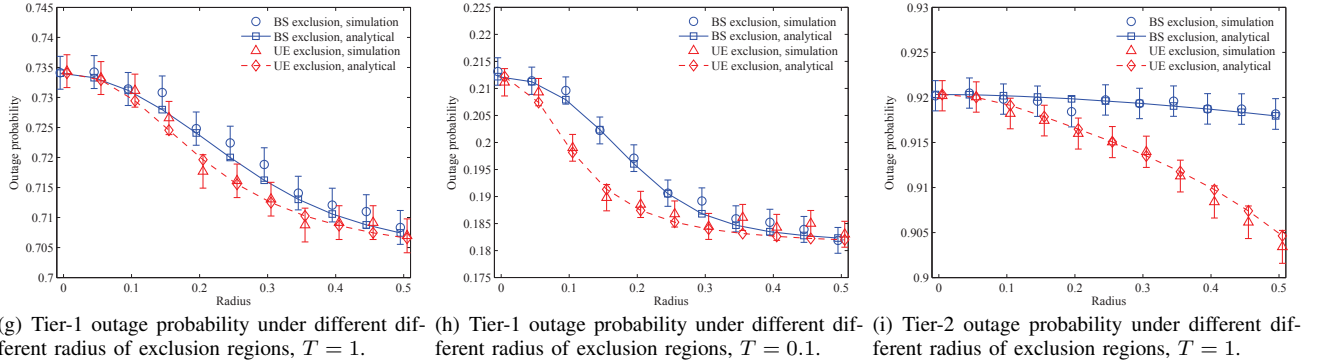 0.745
0.74
0.735
0.73
0.725
0.72
0.715
0.71
0.705
0.7
Outage probability
0
0.1
0.2
0.3
0.4
0.5
Radius
BS exclusion, simulation
BS exclusion, analytical
UE exclusion, simulation
UE exclusion, analytical
(g) Tier-1 outage probability under different dif-
ferent radius of exclusion regions, T = 1.
0.225
0.22
0.215
0.21
0.205
0.2
0.195
0.19
0.185
0.18
0.175
Outage probability
0
0.1
0.2
0.3
0.4
0.5
Radius
BS exclusion, simulation
BS exclusion, analytical
UE exclusion, simulation
UE exclusion, analytical
(h) Tier-1 outage probability under different dif-
ferent radius of exclusion regions, T = 0.1.
0.93
0.925
0.92
0.915
0.91
0.905
0.9
Outage probability
0
0.1
0.2
0.3
0.4
0.5
Radius
BS exclusion, simulation
BS exclusion, analytical
UE exclusion, simulation
UE exclusion, analytical
(i) Tier-2 outage probability under different dif-
ferent radius of exclusion regions, T = 1.